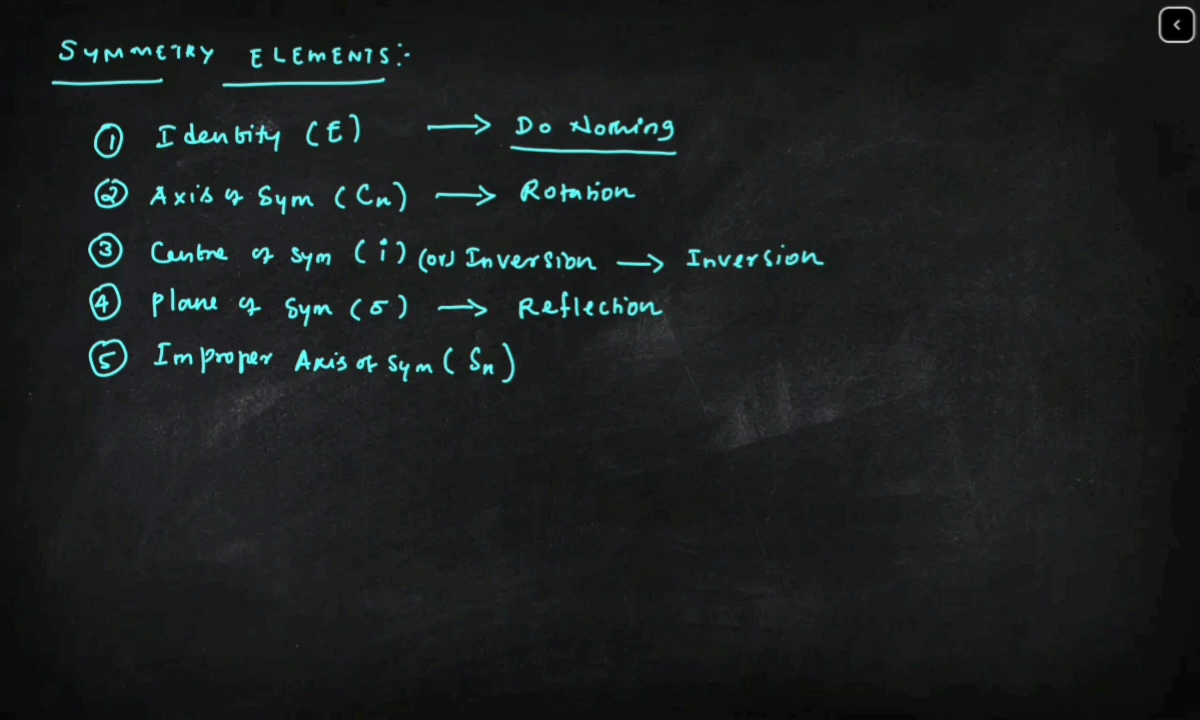 SYMMETRY ELEMENTS:-
① Identity (E) → Do Nothing
② Axis of Sym (Cn) → Rotation
③ Centre of Sym (i) (or) Inversion → Inversion
④ Plane of Sym (σ) → Reflection
⑤ Improper Axis of Sym (Sn)